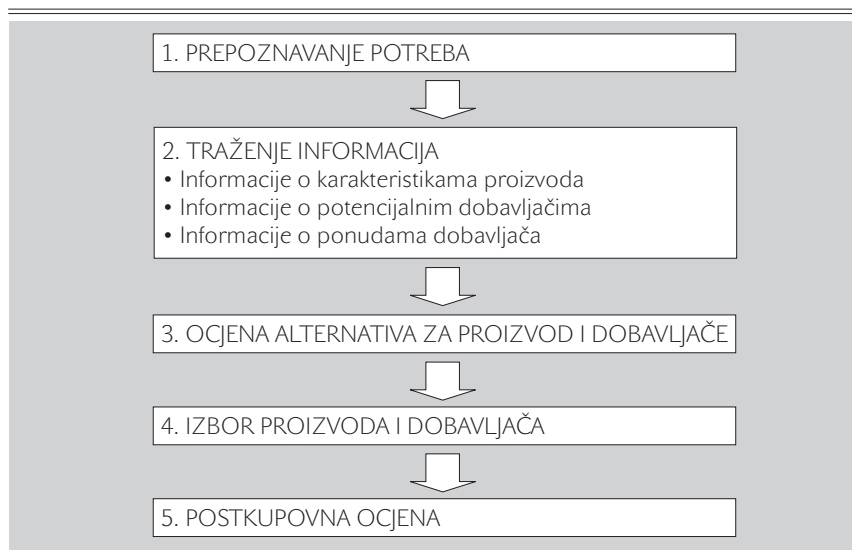 1. PREPOZNAVANJE POTREBA
2. TRAŽENJE INFORMACIJA
• Informacije o karakteristikama proizvoda
• Informacije o potencijalnim dobavljačima
• Informacije o ponudama dobavljača
3. OCJENA ALTERNATIVA ZA PROIZVOD I DOBAVLJAČE
4. IZBOR PROIZVODA I DOBAVLJAČA
5. POSTKUPOVNA OCJENA